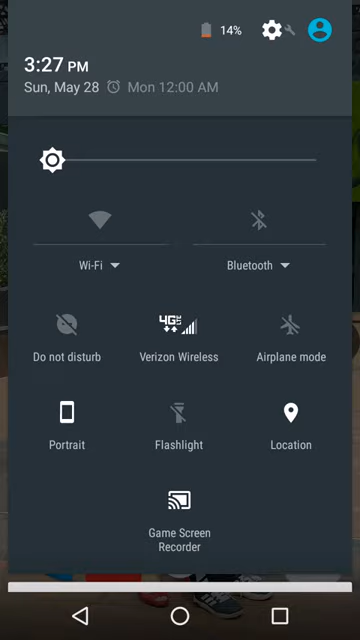 14%
3:27 PM
Sun, May 28 Mon 12:00 AM
Wi-Fi
Bluetooth
4G LTE
Do not disturb
Verizon Wireless
Airplane mode
Portrait
Flashlight
Location
Game Screen
Recorder